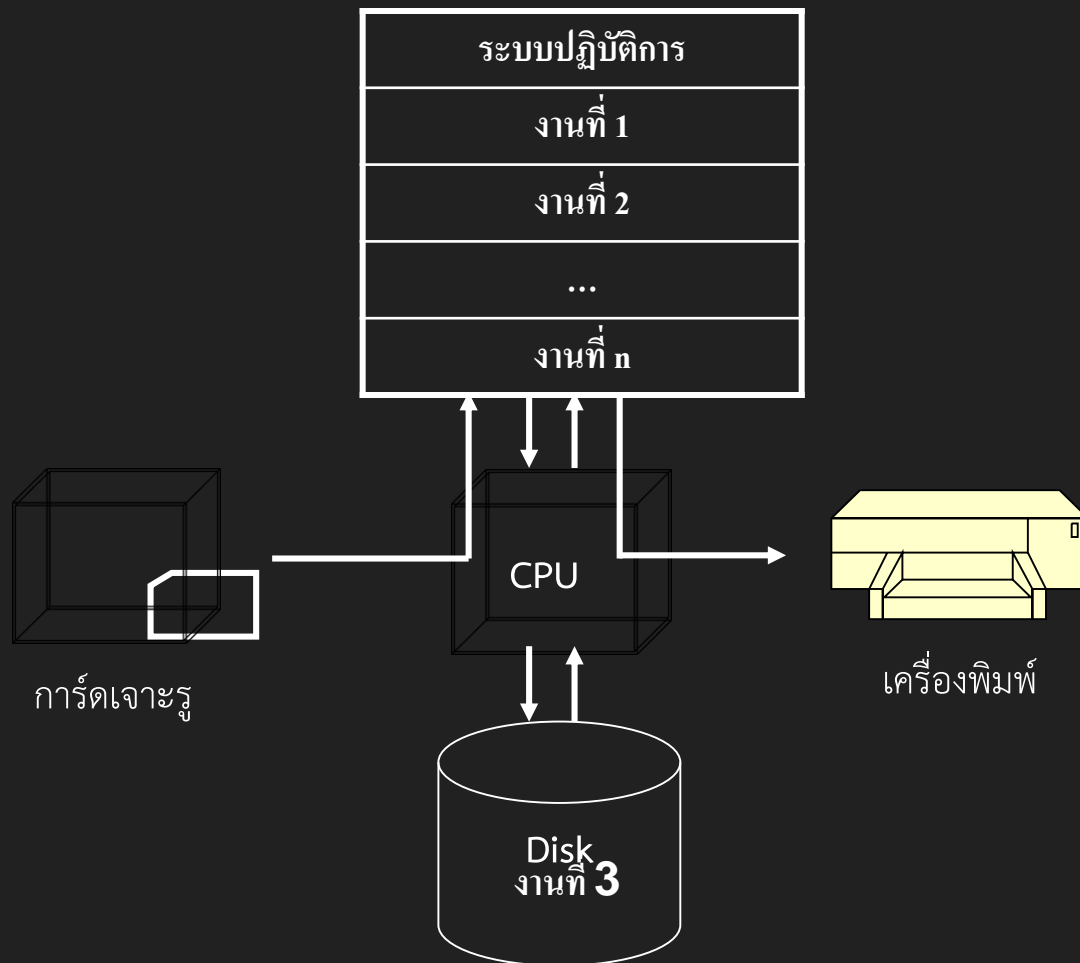 ระบบปฏิบัติการ
งานที่ 1
งานที่ 2
...
งานที่ n
CPU
การ์ดเจาะรู
เครื่องพิมพ์
Disk
งานที่ 3